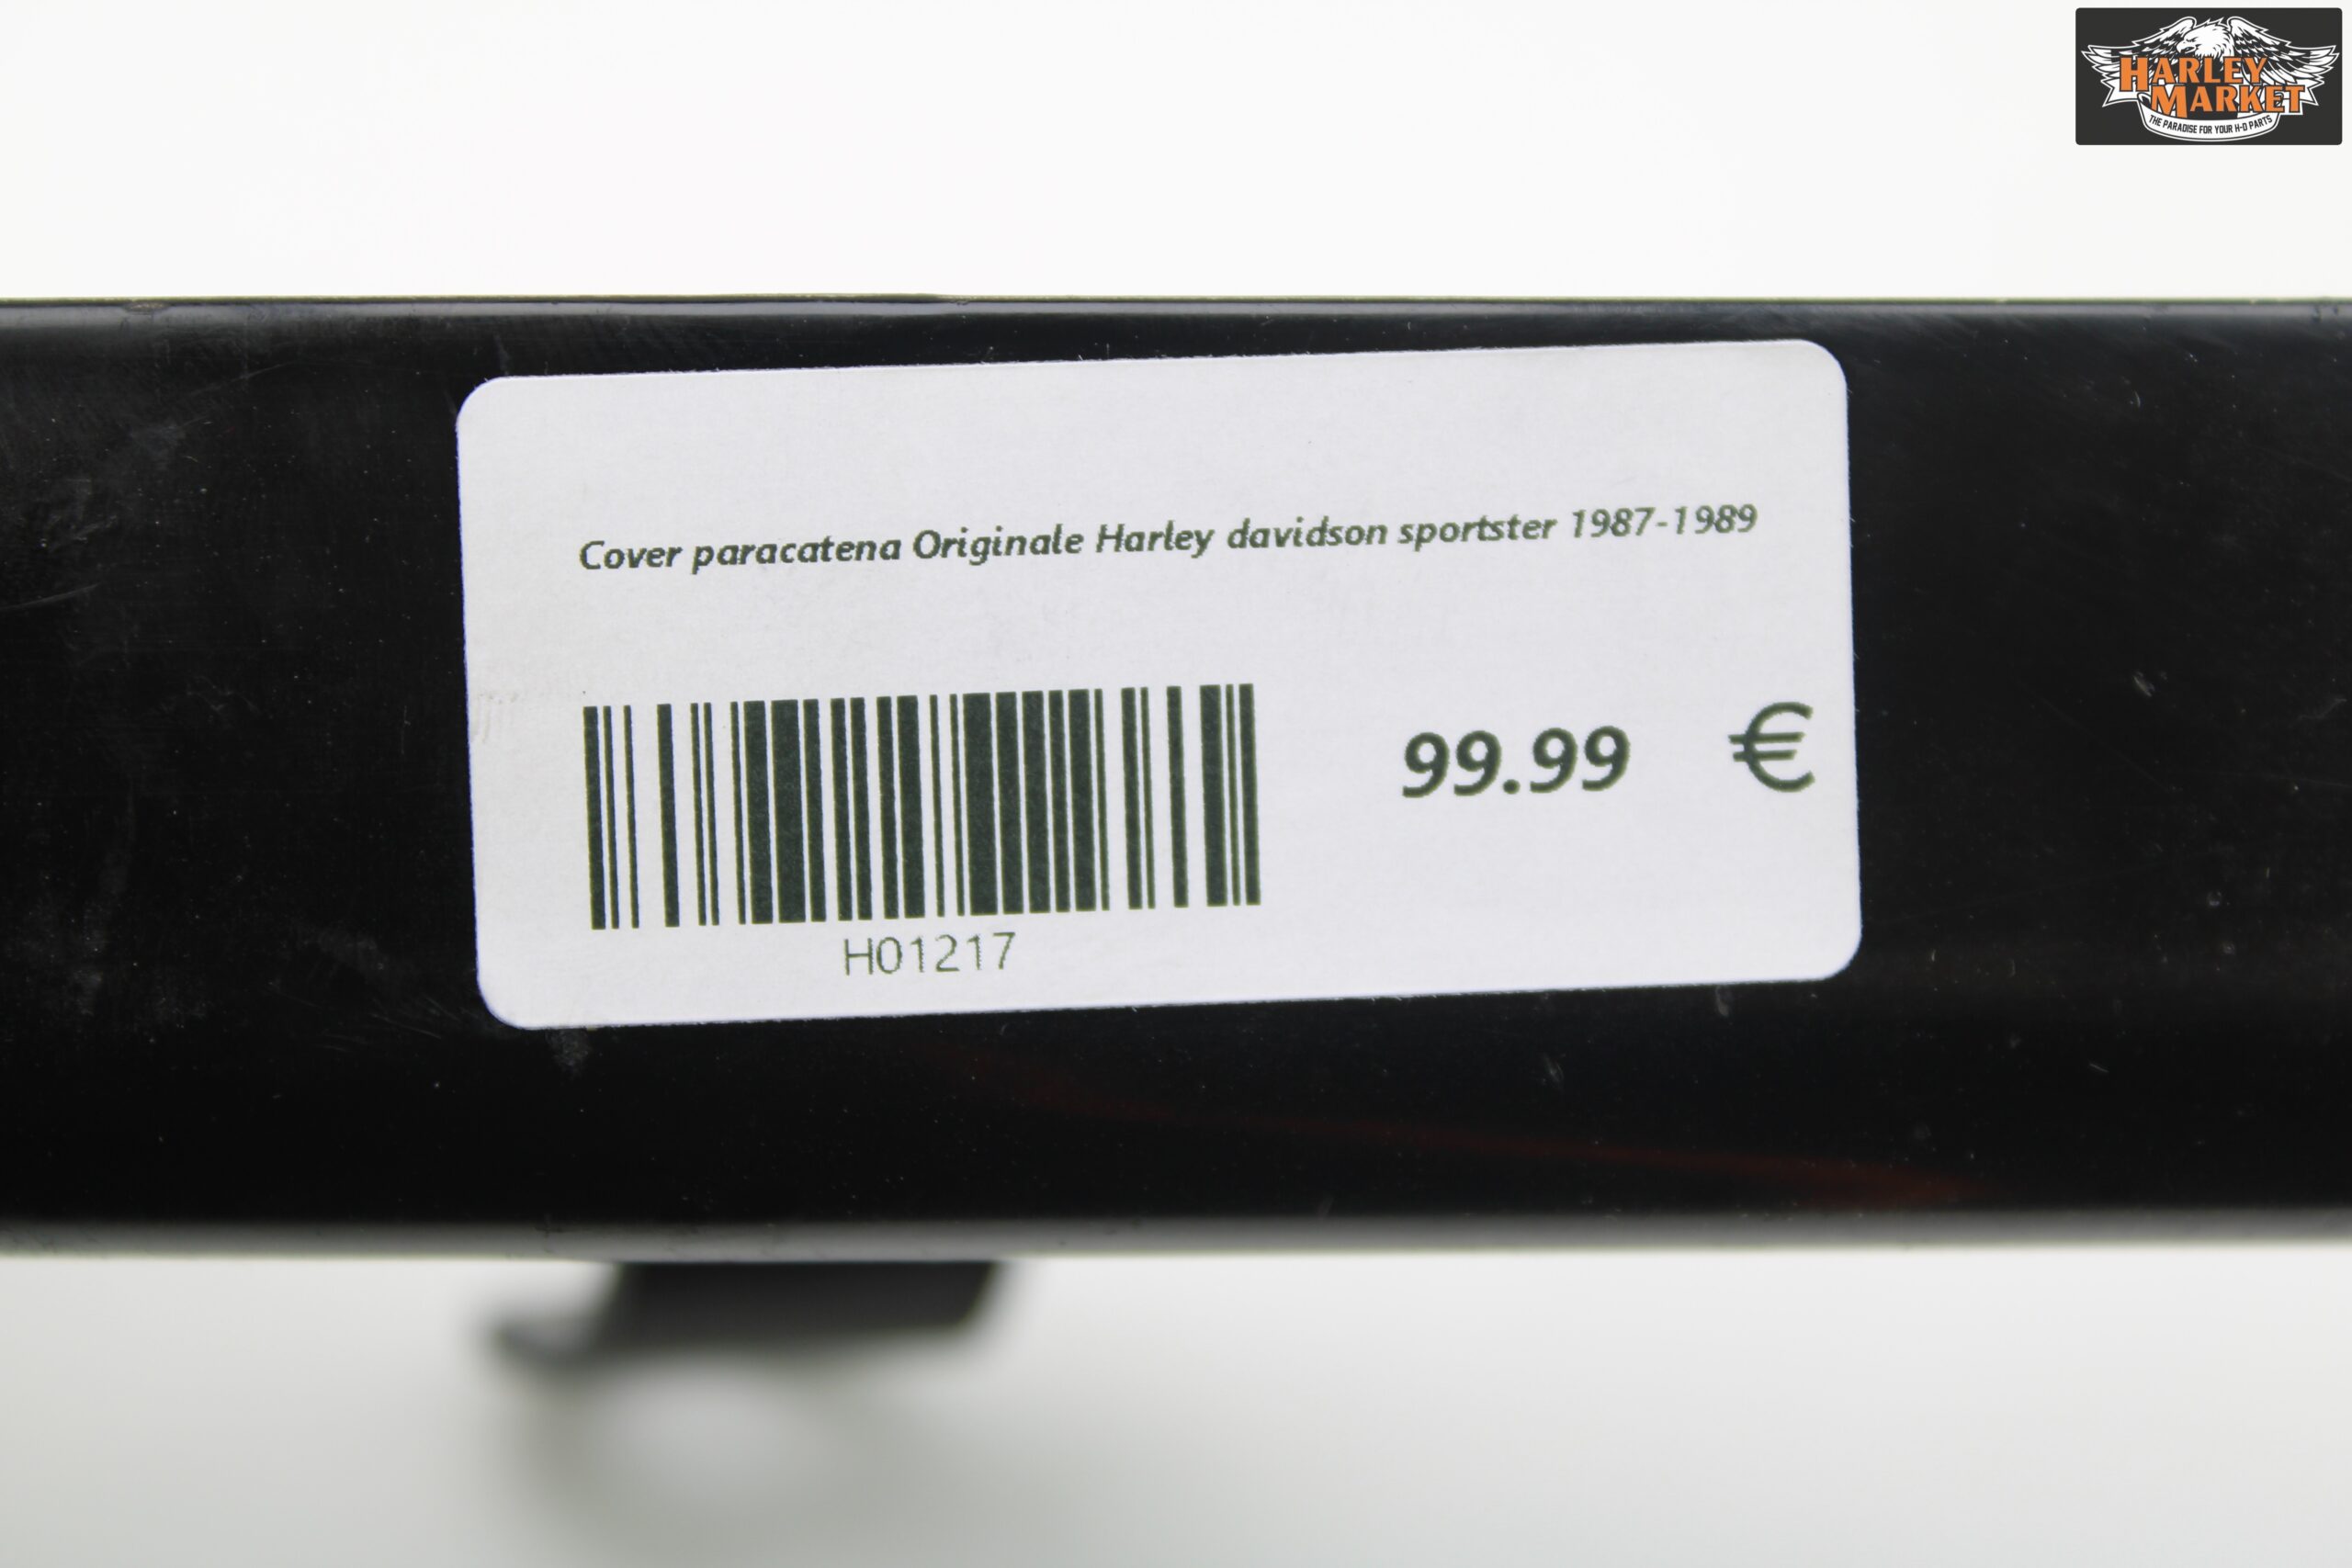 HARLEY
MARKET
THE PARADISE FOR YOUR H-D PARTS
Cover paracatena Originale Harley davidson sportster 1987-1989
99.99 €
H01217